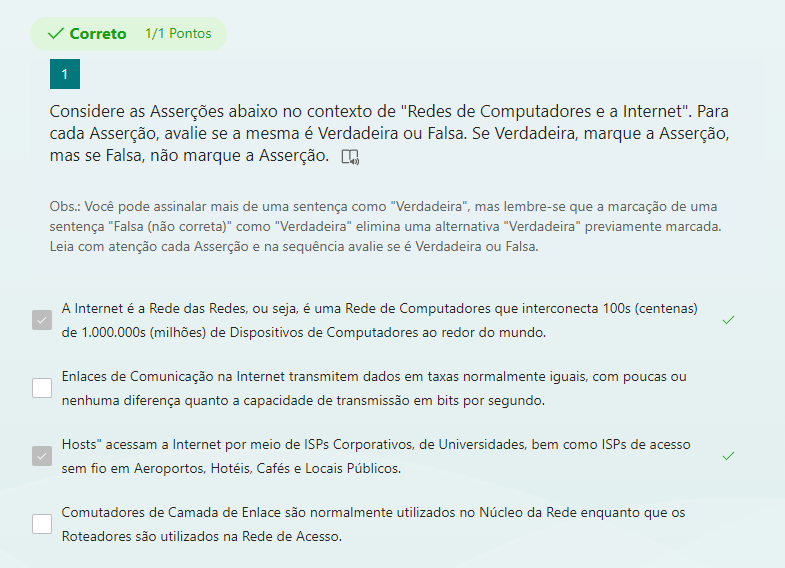 Correto 1/1 Pontos
1
Considere as Asserções abaixo no contexto de "Redes de Computadores e a Internet". Para
cada Asserção, avalie se a mesma é Verdadeira ou Falsa. Se Verdadeira, marque a Asserção,
mas se Falsa, não marque a Asserção.
Obs.: Você pode assinalar mais de uma sentença como "Verdadeira", mas lembre-se que a marcação de uma
sentença "Falsa (não correta)" como "Verdadeira" elimina uma alternativa "Verdadeira" previamente marcada.
Leia com atenção cada Asserção e na sequência avalie se é Verdadeira ou Falsa.
A Internet é a Rede das Redes, ou seja, é uma Rede de Computadores que interconecta 100s (centenas)
de 1.000.000s (milhões) de Dispositivos de Computadores ao redor do mundo.
Enlaces de Comunicação na Internet transmitem dados em taxas normalmente iguais, com poucas ou
nenhuma diferença quanto a capacidade de transmissão em bits por segundo.
Hosts" acessam a Internet por meio de ISPs Corporativos, de Universidades, bem como ISPs de acesso
sem fio em Aeroportos, Hotéis, Cafés e Locais Públicos.
Comutadores de Camada de Enlace são normalmente utilizados no Núcleo da Rede enquanto que os
Roteadores são utilizados na Rede de Acesso.